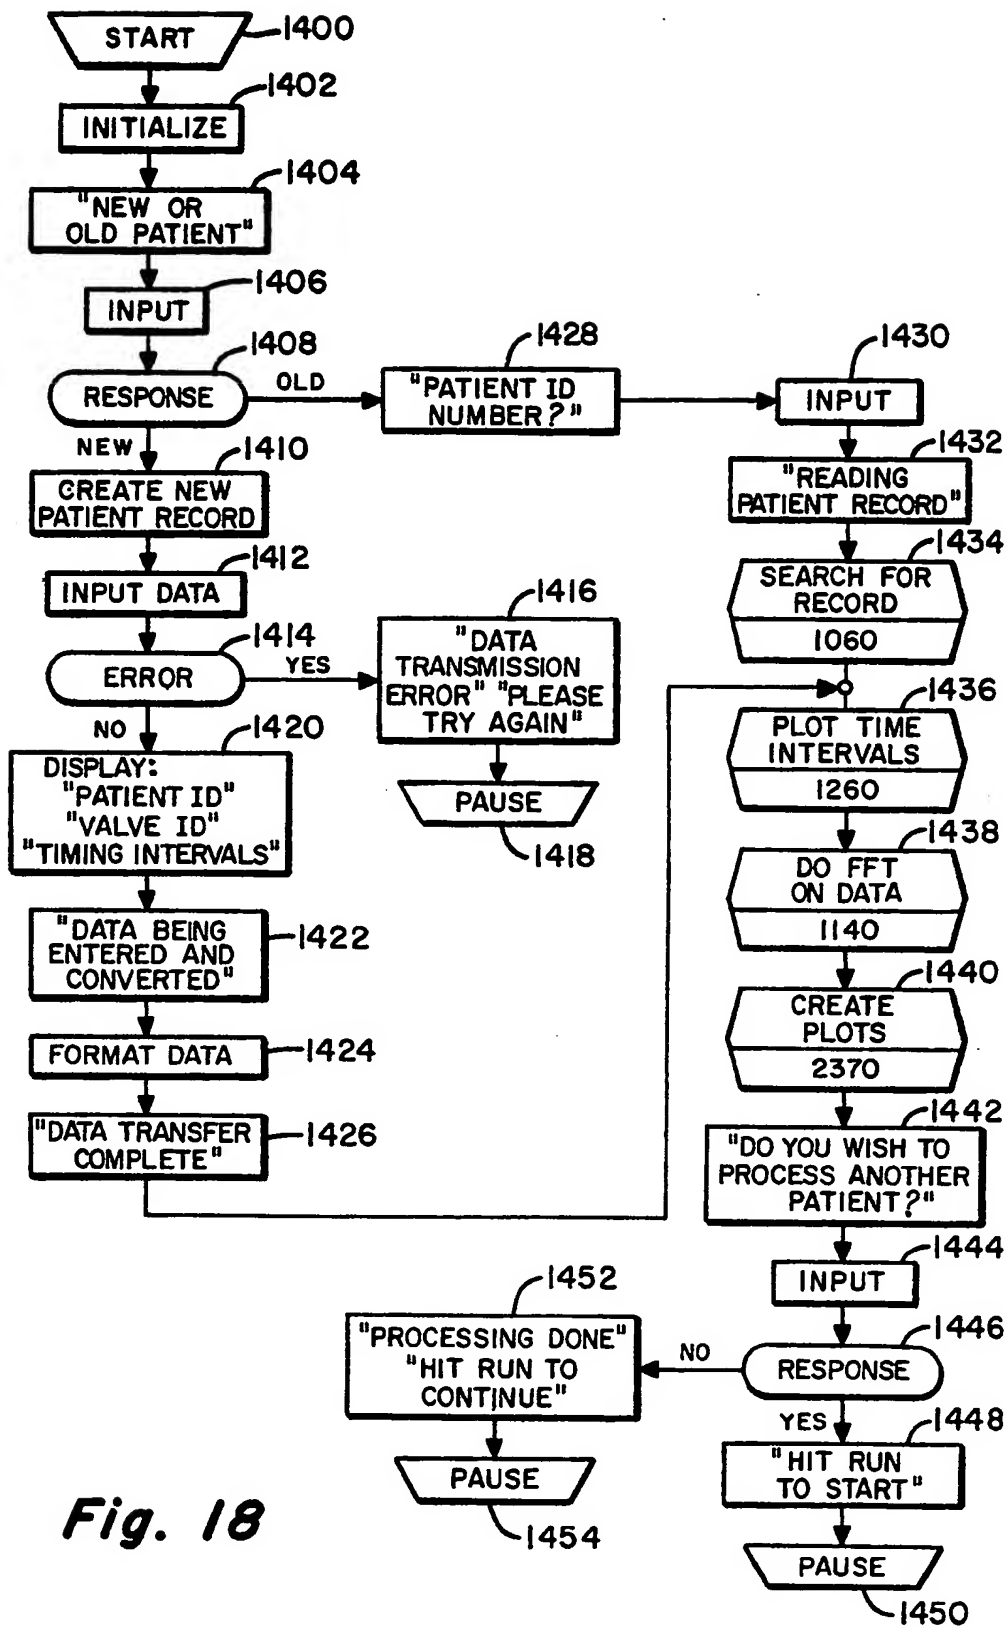 START
1400
INITIALIZE
1402
"NEW OR
OLD PATIENT"
1404
INPUT
1406
RESPONSE
1408
OLD
NEW
CREATE NEW
PATIENT RECORD
1410
INPUT DATA
1412
ERROR
1414
YES
NO
"DATA
TRANSMISSION
ERROR" "PLEASE
TRY AGAIN"
1416
PAUSE
1418
DISPLAY:
"PATIENT ID"
"VALVE ID"
"TIMING INTERVALS"
1420
"DATA BEING
ENTERED AND
CONVERTED"
1422
FORMAT DATA
1424
"DATA TRANSFER
COMPLETE"
1426
"PATIENT ID
NUMBER?"
1428
INPUT
1430
"READING
PATIENT RECORD"
1432
SEARCH FOR
RECORD
1060
1434
PLOT TIME
INTERVALS
1260
1436
DO FFT
ON DATA
1140
1438
CREATE
PLOTS
2370
1440
"DO YOU WISH TO
PROCESS ANOTHER
PATIENT?"
1442
INPUT
1444
RESPONSE
1446
NO
YES
"HIT RUN
TO START"
1448
PAUSE
1450
"PROCESSING DONE"
"HIT RUN TO
CONTINUE"
1452
PAUSE
1454
Fig. 18